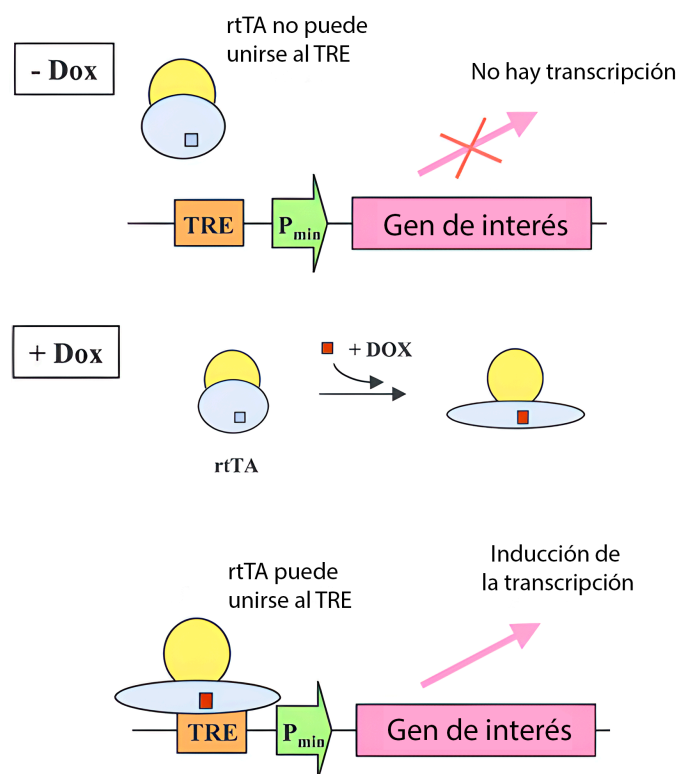 rtTA no puede
unirse al TRE
- Dox
No hay transcripción
TRE
Pmin
Gen de interés
+ Dox
+ DOX
rtTA
Inducción de
la transcripción
rtTA puede
unirse al TRE
TRE
Pmin
Gen de interés